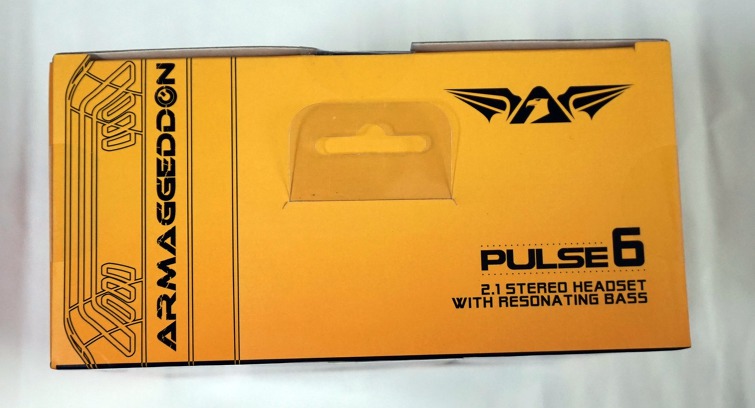 ARMAGGEDDON
PULSE 6
2.1 STEREO HEADSET
WITH RESONATING BASS